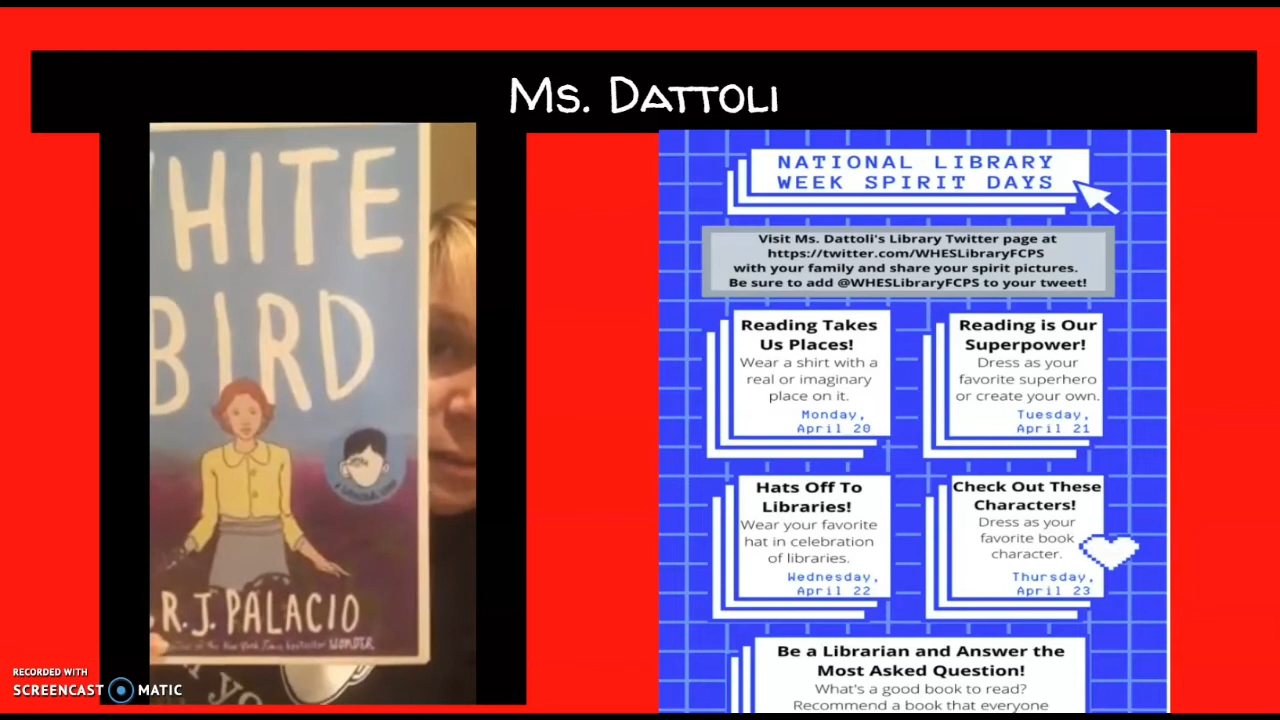 Ms. Dattoli
HITE
BIRD
R.J. PALACIO
WONDER
NATIONAL LIBRARY
WEEK SPIRIT DAYS
Visit Ms. Dattoli's Library Twitter page at
https://twitter.com/WHESLibraryFCPS
with your family and share your spirit pictures.
Be sure to add @WHESLibraryFCPS to your tweet!
Reading Takes
Us Places!
Wear a shirt with a
real or imaginary
place on it.
Monday,
April 20
Reading is Our
Superpower!
Dress as your
favorite superhero
or create your own.
Tuesday,
April 21
Hats Off To
Libraries!
Wear your favorite
hat in celebration
of libraries.
Wednesday,
April 22
Check Out These
Characters!
Dress as your
favorite book
character.
Thursday,
April 23
Be a Librarian and Answer the
Most Asked Question!
What's a good book to read?
Recommend a book that everyone
RECORDED WITH
SCREENCAST MATIC